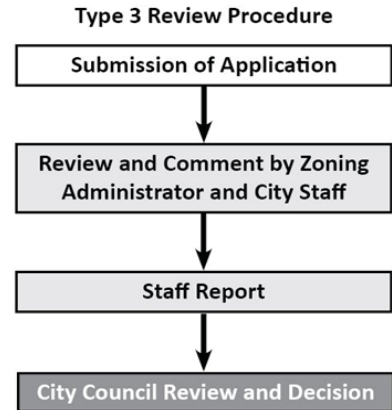 Type 3 Review Procedure
Submission of Application
Review and Comment by Zoning
Administrator and City Staff
Staff Report
City Council Review and Decision